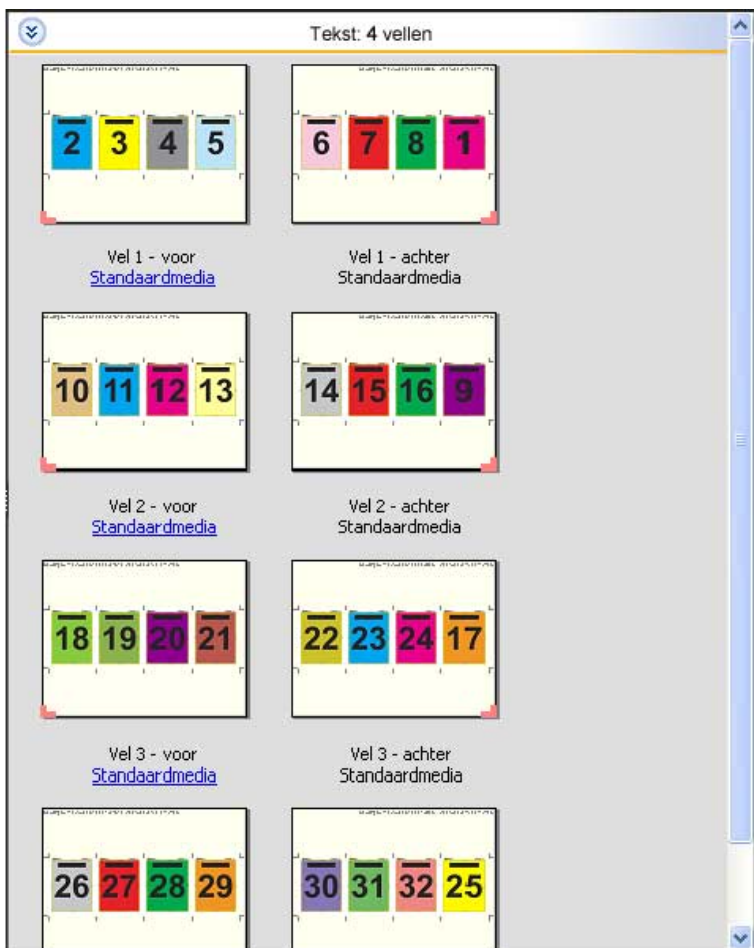 Tekst: 4 vellen
2 3 4 5
6 7 8 1
Vel 1 - voor
Standaardmedia
Vel 1 - achter
Standaardmedia
10 11 12 13
14 15 16 9
Vel 2 - voor
Standaardmedia
Vel 2 - achter
Standaardmedia
18 19 20 21
22 23 24 17
Vel 3 - voor
Standaardmedia
Vel 3 - achter
Standaardmedia
26 27 28 29
30 31 32 25